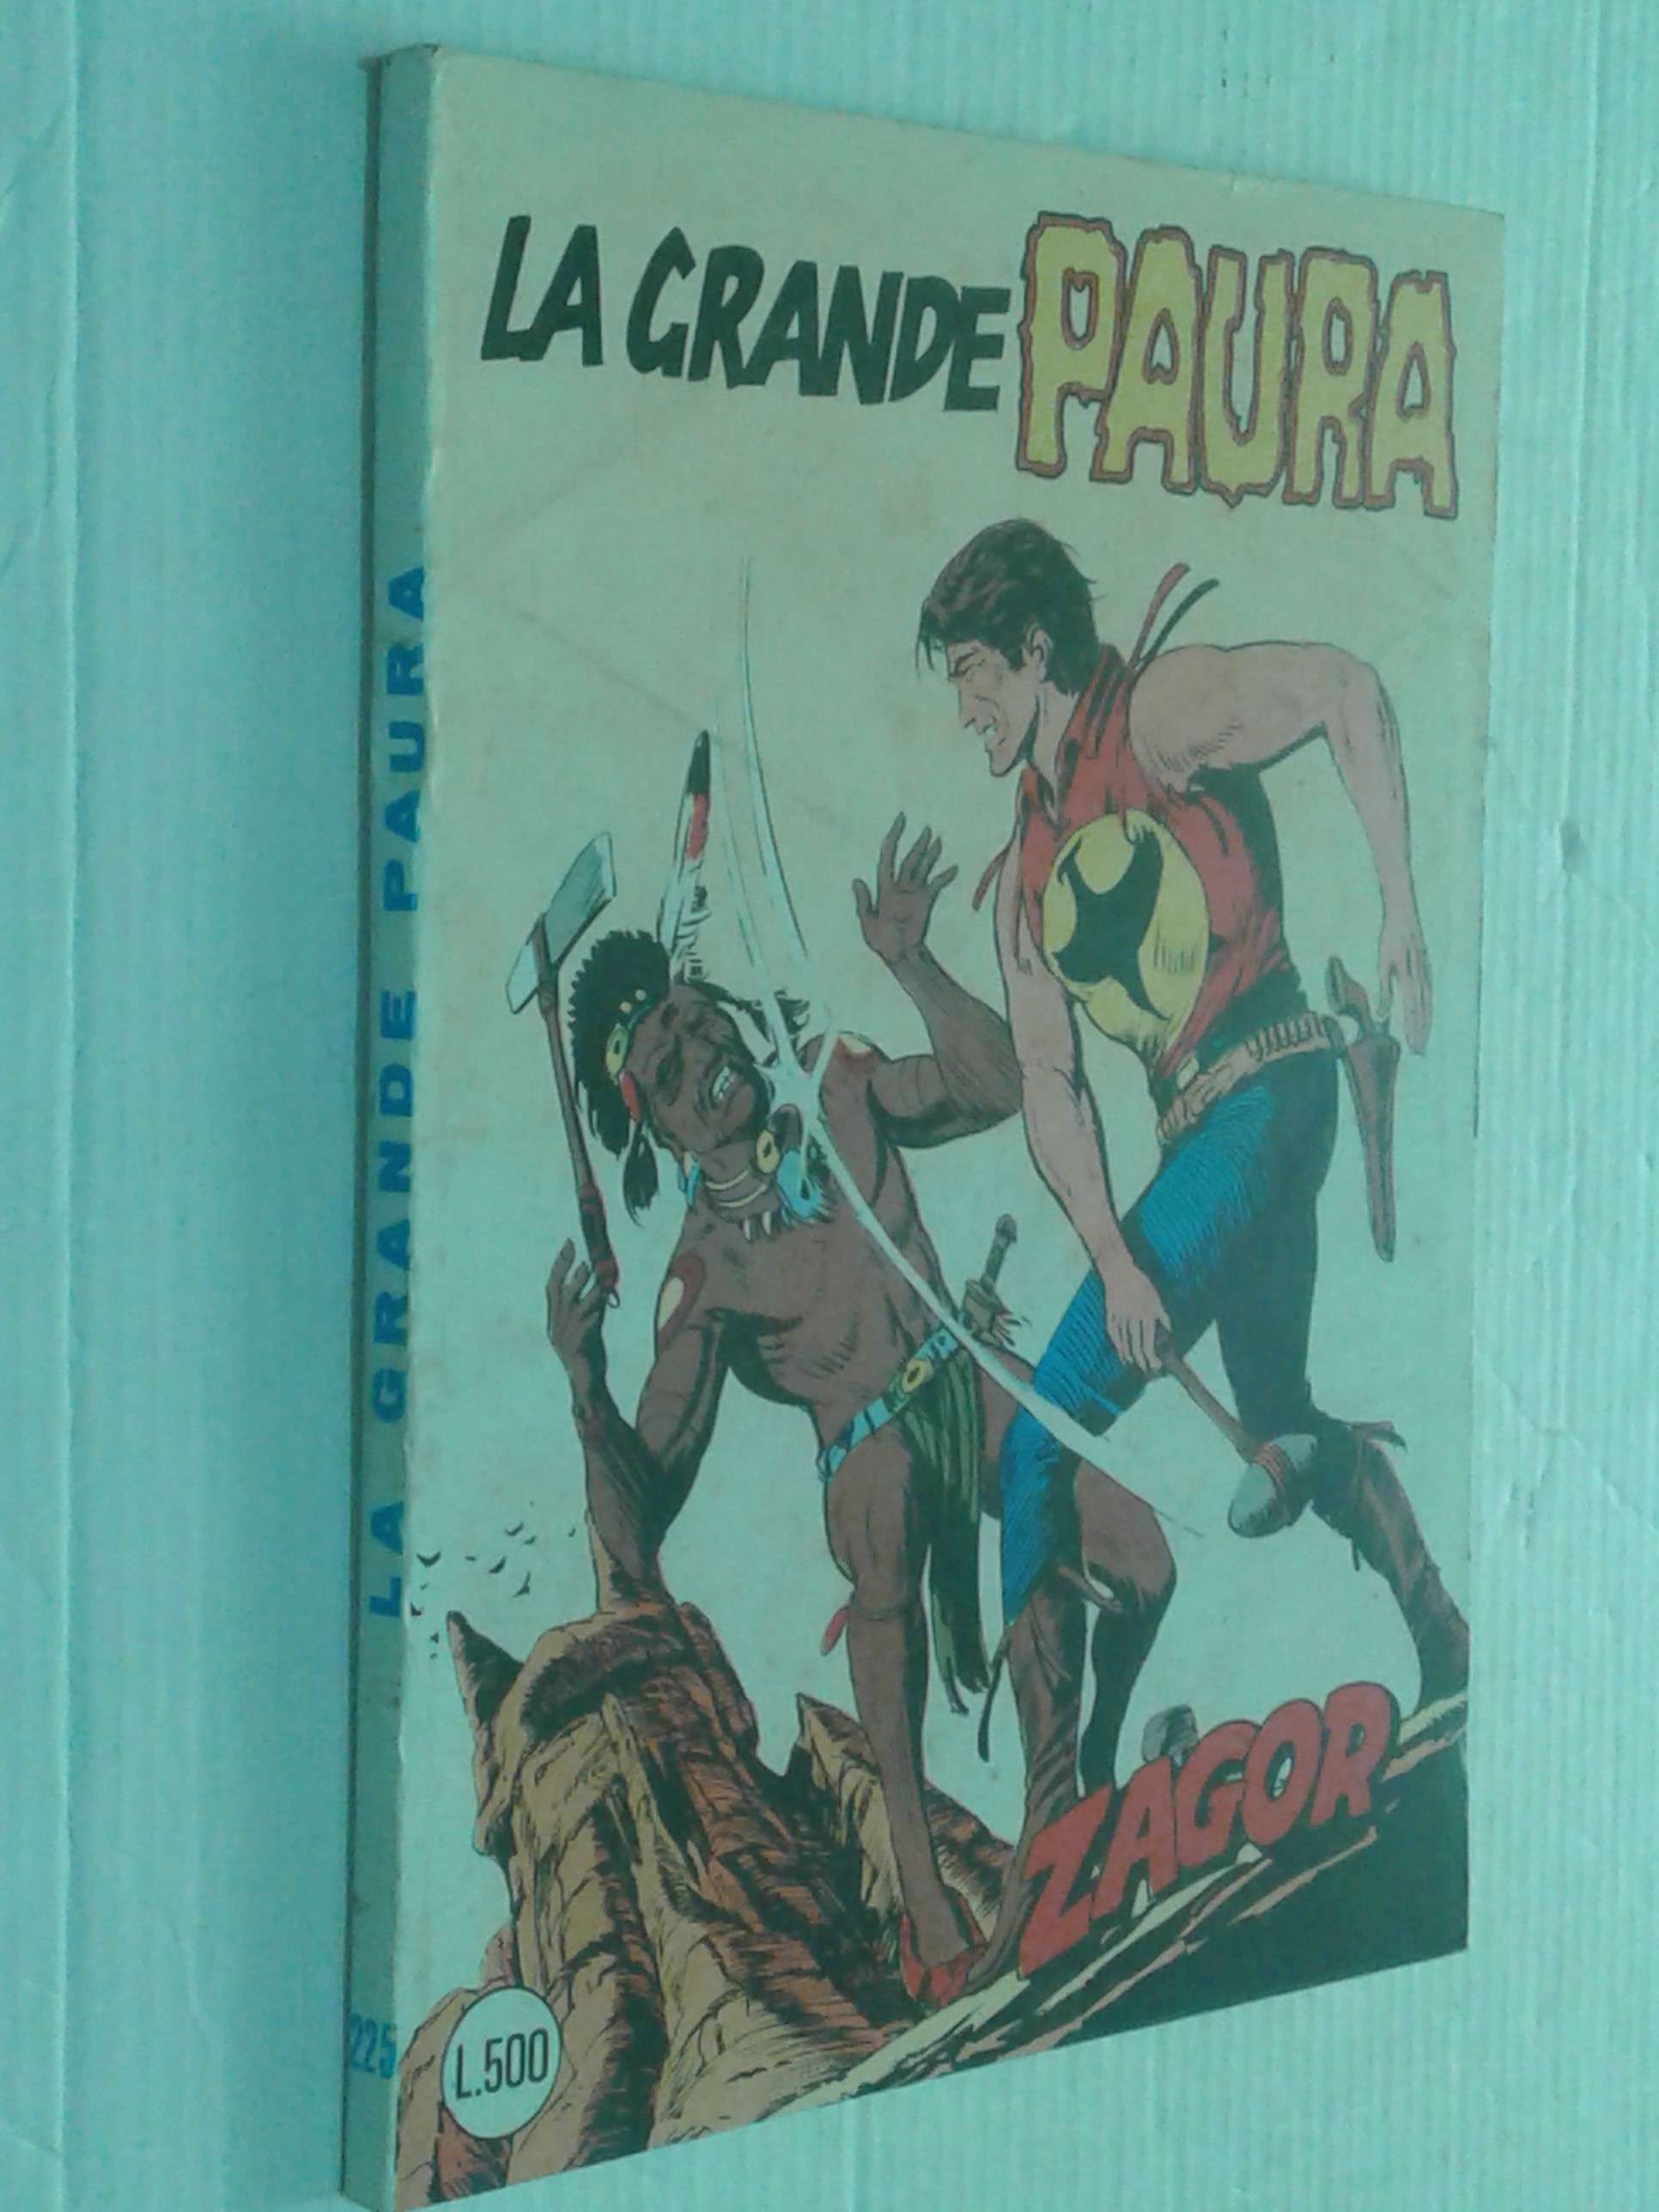 LA GRANDE PAURA
ZAGOR
L.500
LA GRANDE PAURA
225